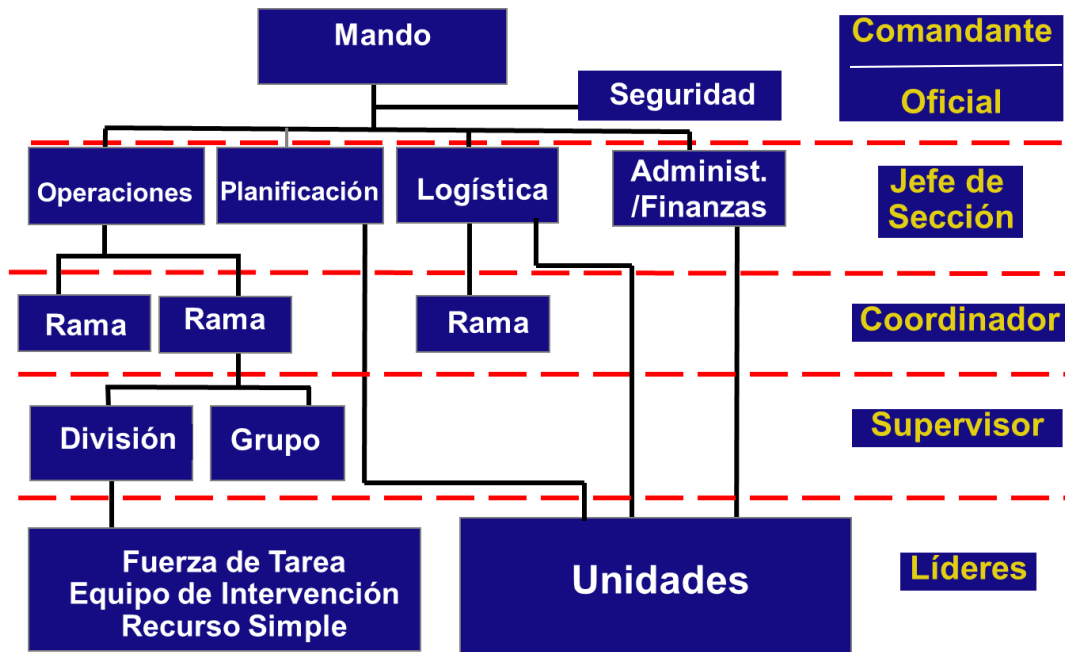 Mando
Comandante
Seguridad
Oficial
Operaciones
Planificación
Logística
Administ.
/Finanzas
Jefe de
Sección
Rama
Rama
Rama
Coordinador
División
Grupo
Supervisor
Fuerza de Tarea
Equipo de Intervención
Recurso Simple
Unidades
Líderes